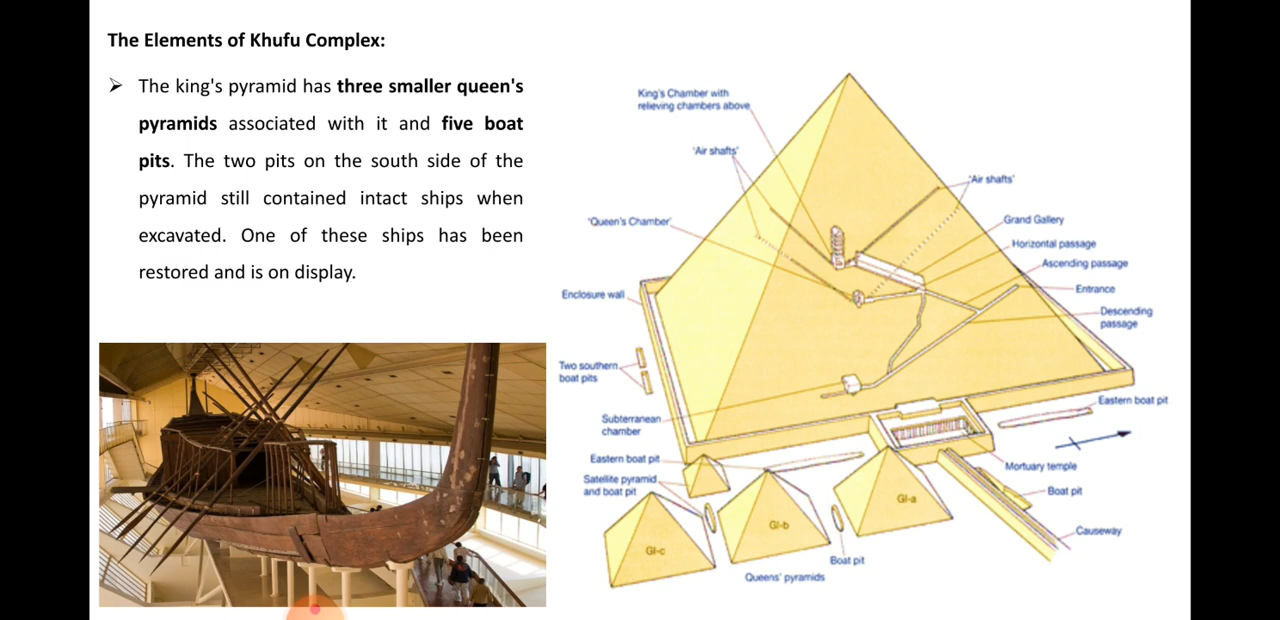 The Elements of Khufu Complex:
➢ The king's pyramid has three smaller queen's
pyramids associated with it and five boat
pits. The two pits on the south side of the
pyramid still contained intact ships when
excavated. One of these ships has been
restored and is on display.
King's Chamber with
relieving chambers above
'Air shafts'
'Air shafts'
'Queen's Chamber'
Grand Gallery
Horizontal passage
Ascending passage
Entrance
Enclosure wall
Descending
passage
Two southern
boat pits
Subterranean
chamber
Eastern boat pit
Eastern boat pit
Satellite pyramid
and boat pit
Mortuary temple
Boat pit
Causeway
GI-a
GI-b
GI-c
Boat pit
Queens' pyramids